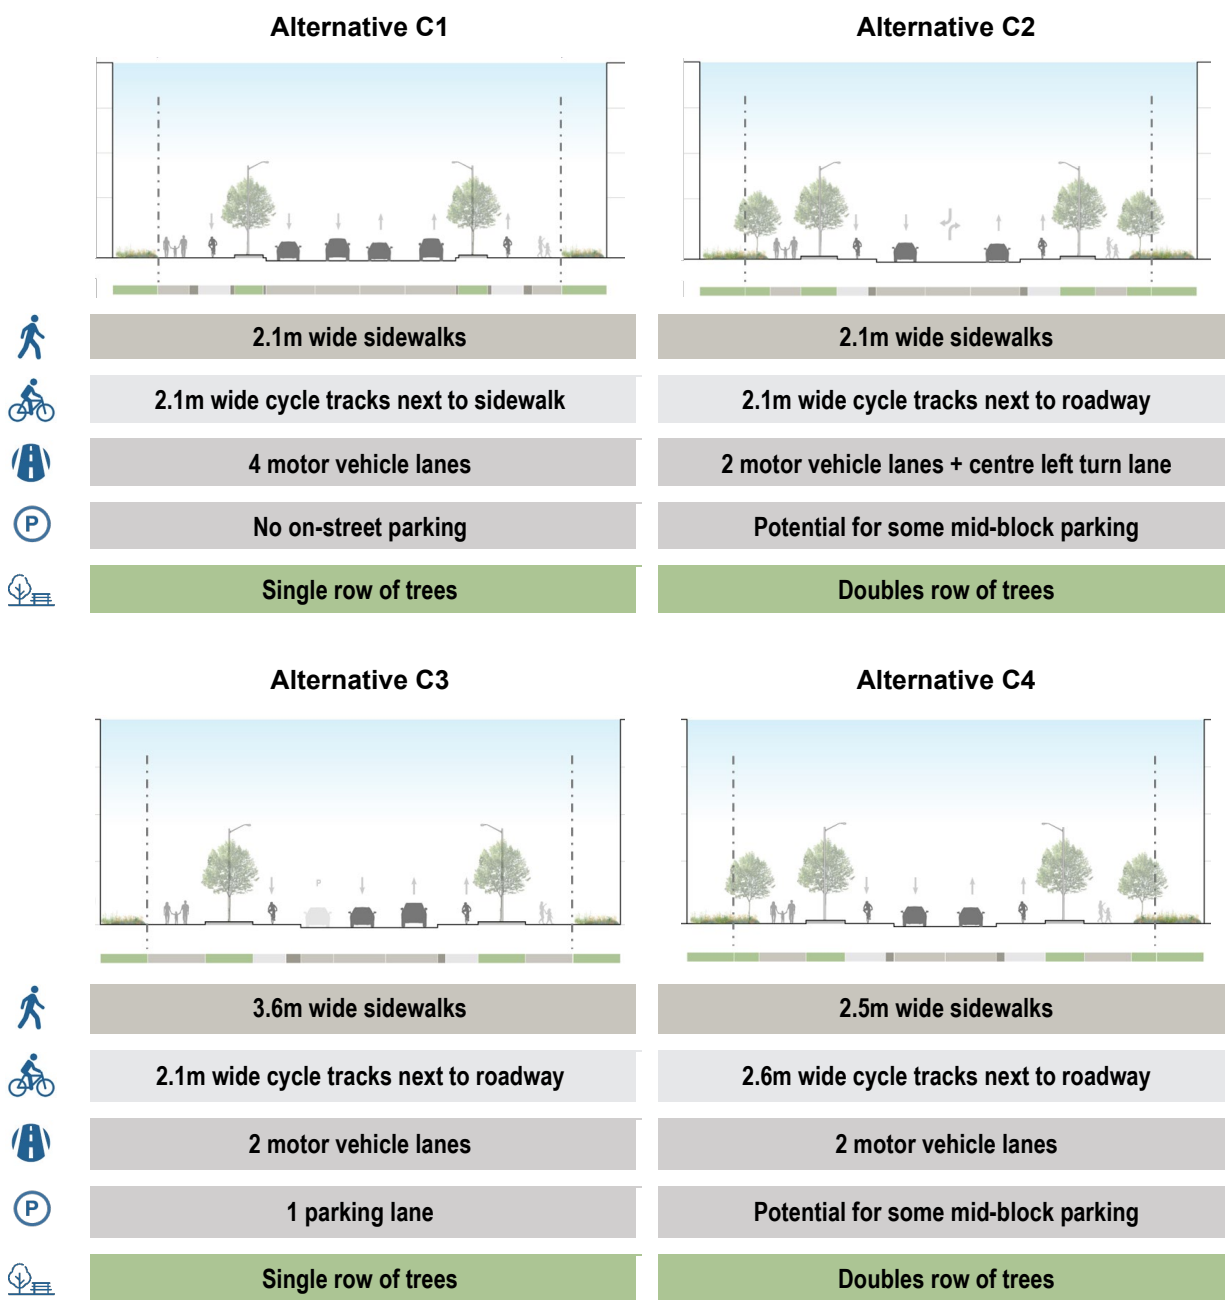 Alternative C1
Alternative C2
2.1m wide sidewalks
2.1m wide sidewalks
2.1m wide cycle tracks next to sidewalk
2.1m wide cycle tracks next to roadway
4 motor vehicle lanes
2 motor vehicle lanes + centre left turn lane
P
No on-street parking
Potential for some mid-block parking
Single row of trees
Doubles row of trees
Alternative C3
Alternative C4
P
3.6m wide sidewalks
2.5m wide sidewalks
2.1m wide cycle tracks next to roadway
2.6m wide cycle tracks next to roadway
2 motor vehicle lanes
2 motor vehicle lanes
P
1 parking lane
Potential for some mid-block parking
Single row of trees
Doubles row of trees